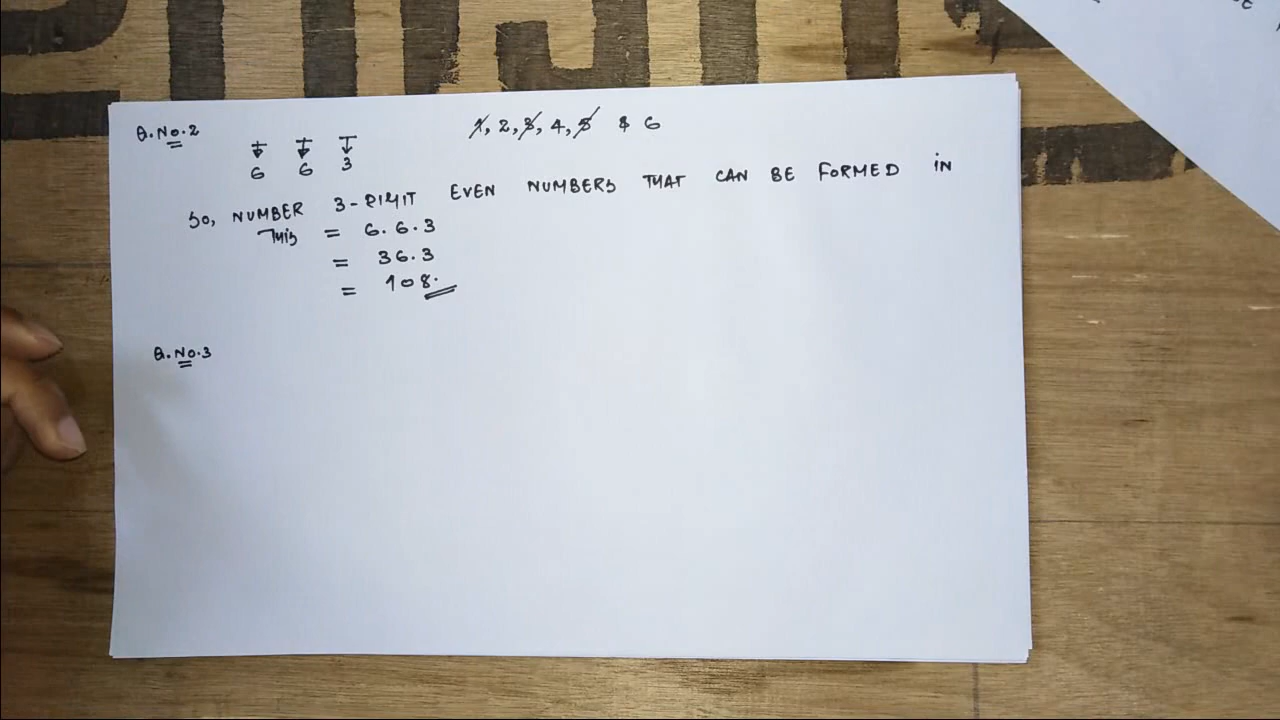 Q.No.2
1, 2, 3, 4, 5 & 6
6 6 3
So, NUMBER 3-DIGIT EVEN NUMBERS THAT CAN BE FORMED IN
THIS = 6.6.3
= 36.3
= 108.
Q.No.3